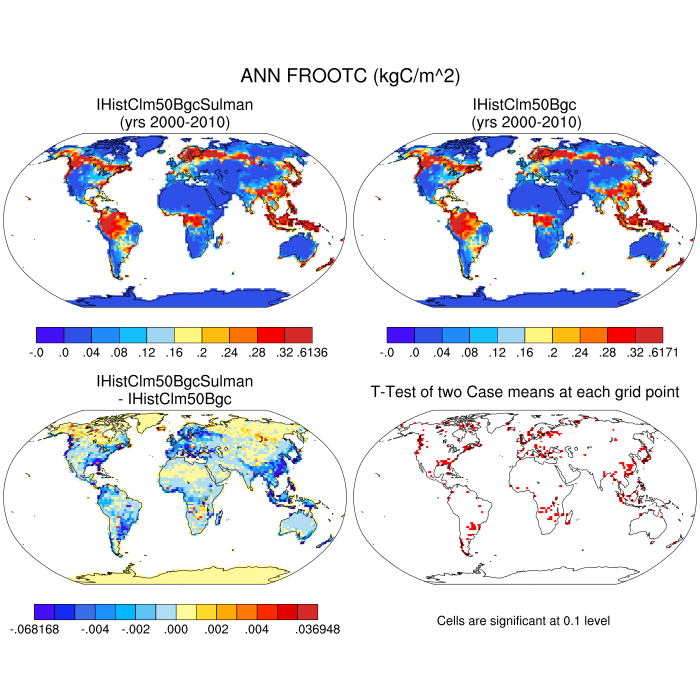 ANN FROOTC (kgC/m^2)
IHistClm50BgcSulman
(yrs 2000-2010)
IHistClm50Bgc
(yrs 2000-2010)
-.0 .0 .04 .08 .12 .16 .2 .24 .28 .32 .6136
-.0 .0 .04 .08 .12 .16 .2 .24 .28 .32 .6171
IHistClm50BgcSulman
- IHistClm50Bgc
T-Test of two Case means at each grid point
-.068168 -.004 -.002 .000 .002 .004 .036948
Cells are significant at 0.1 level